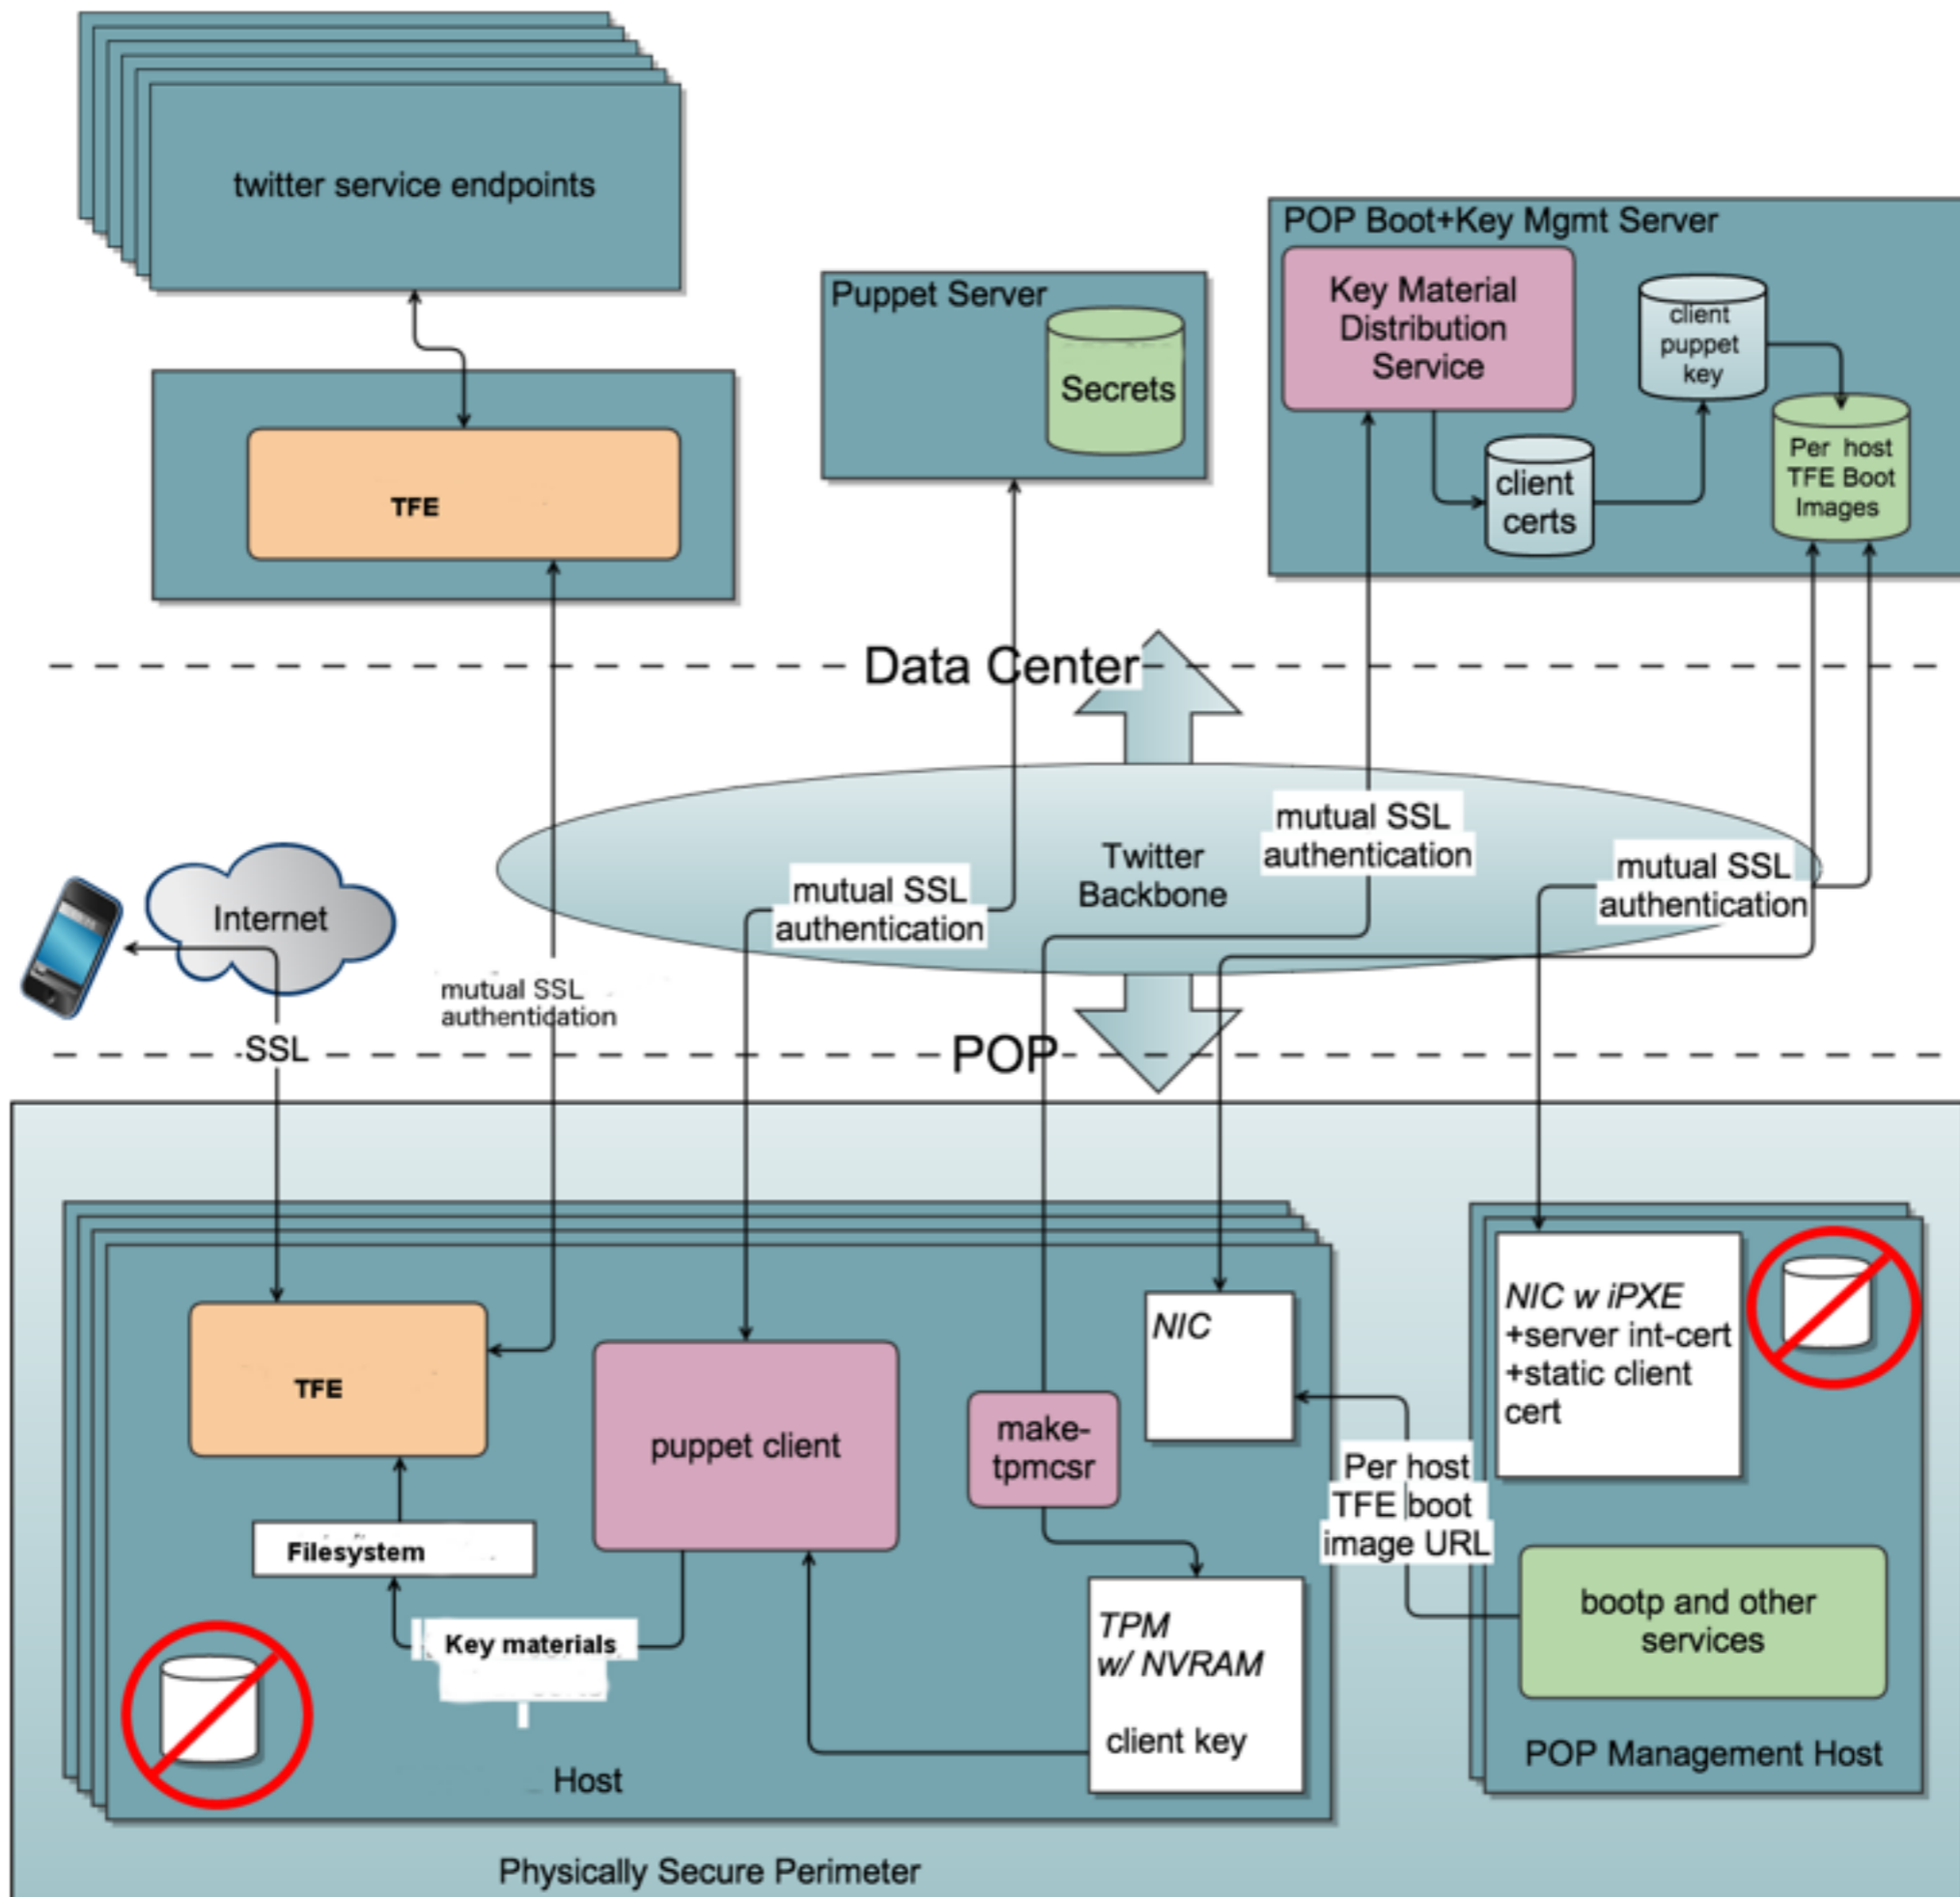 twitter service endpoints
POP Boot+Key Mgmt Server
Puppet Server
Secrets
Key Material
Distribution
Service
client
puppet
key
client
certs
Per host
TFE Boot
Images
TFE
Data Center
Twitter
Backbone
mutual SSL
authentication
mutual SSL
authentication
mutual SSL
authentication
Internet
mutual SSL
authentication
SSL
POP
TFE
puppet client
make-
tpmcsr
NIC
NIC w iPXE
+server int-cert
+static client
cert
Per host
TFE boot
image URL
Filesystem
Key materials
TPM
w/ NVRAM
client key
bootp and other
services
Host
POP Management Host
Physically Secure Perimeter